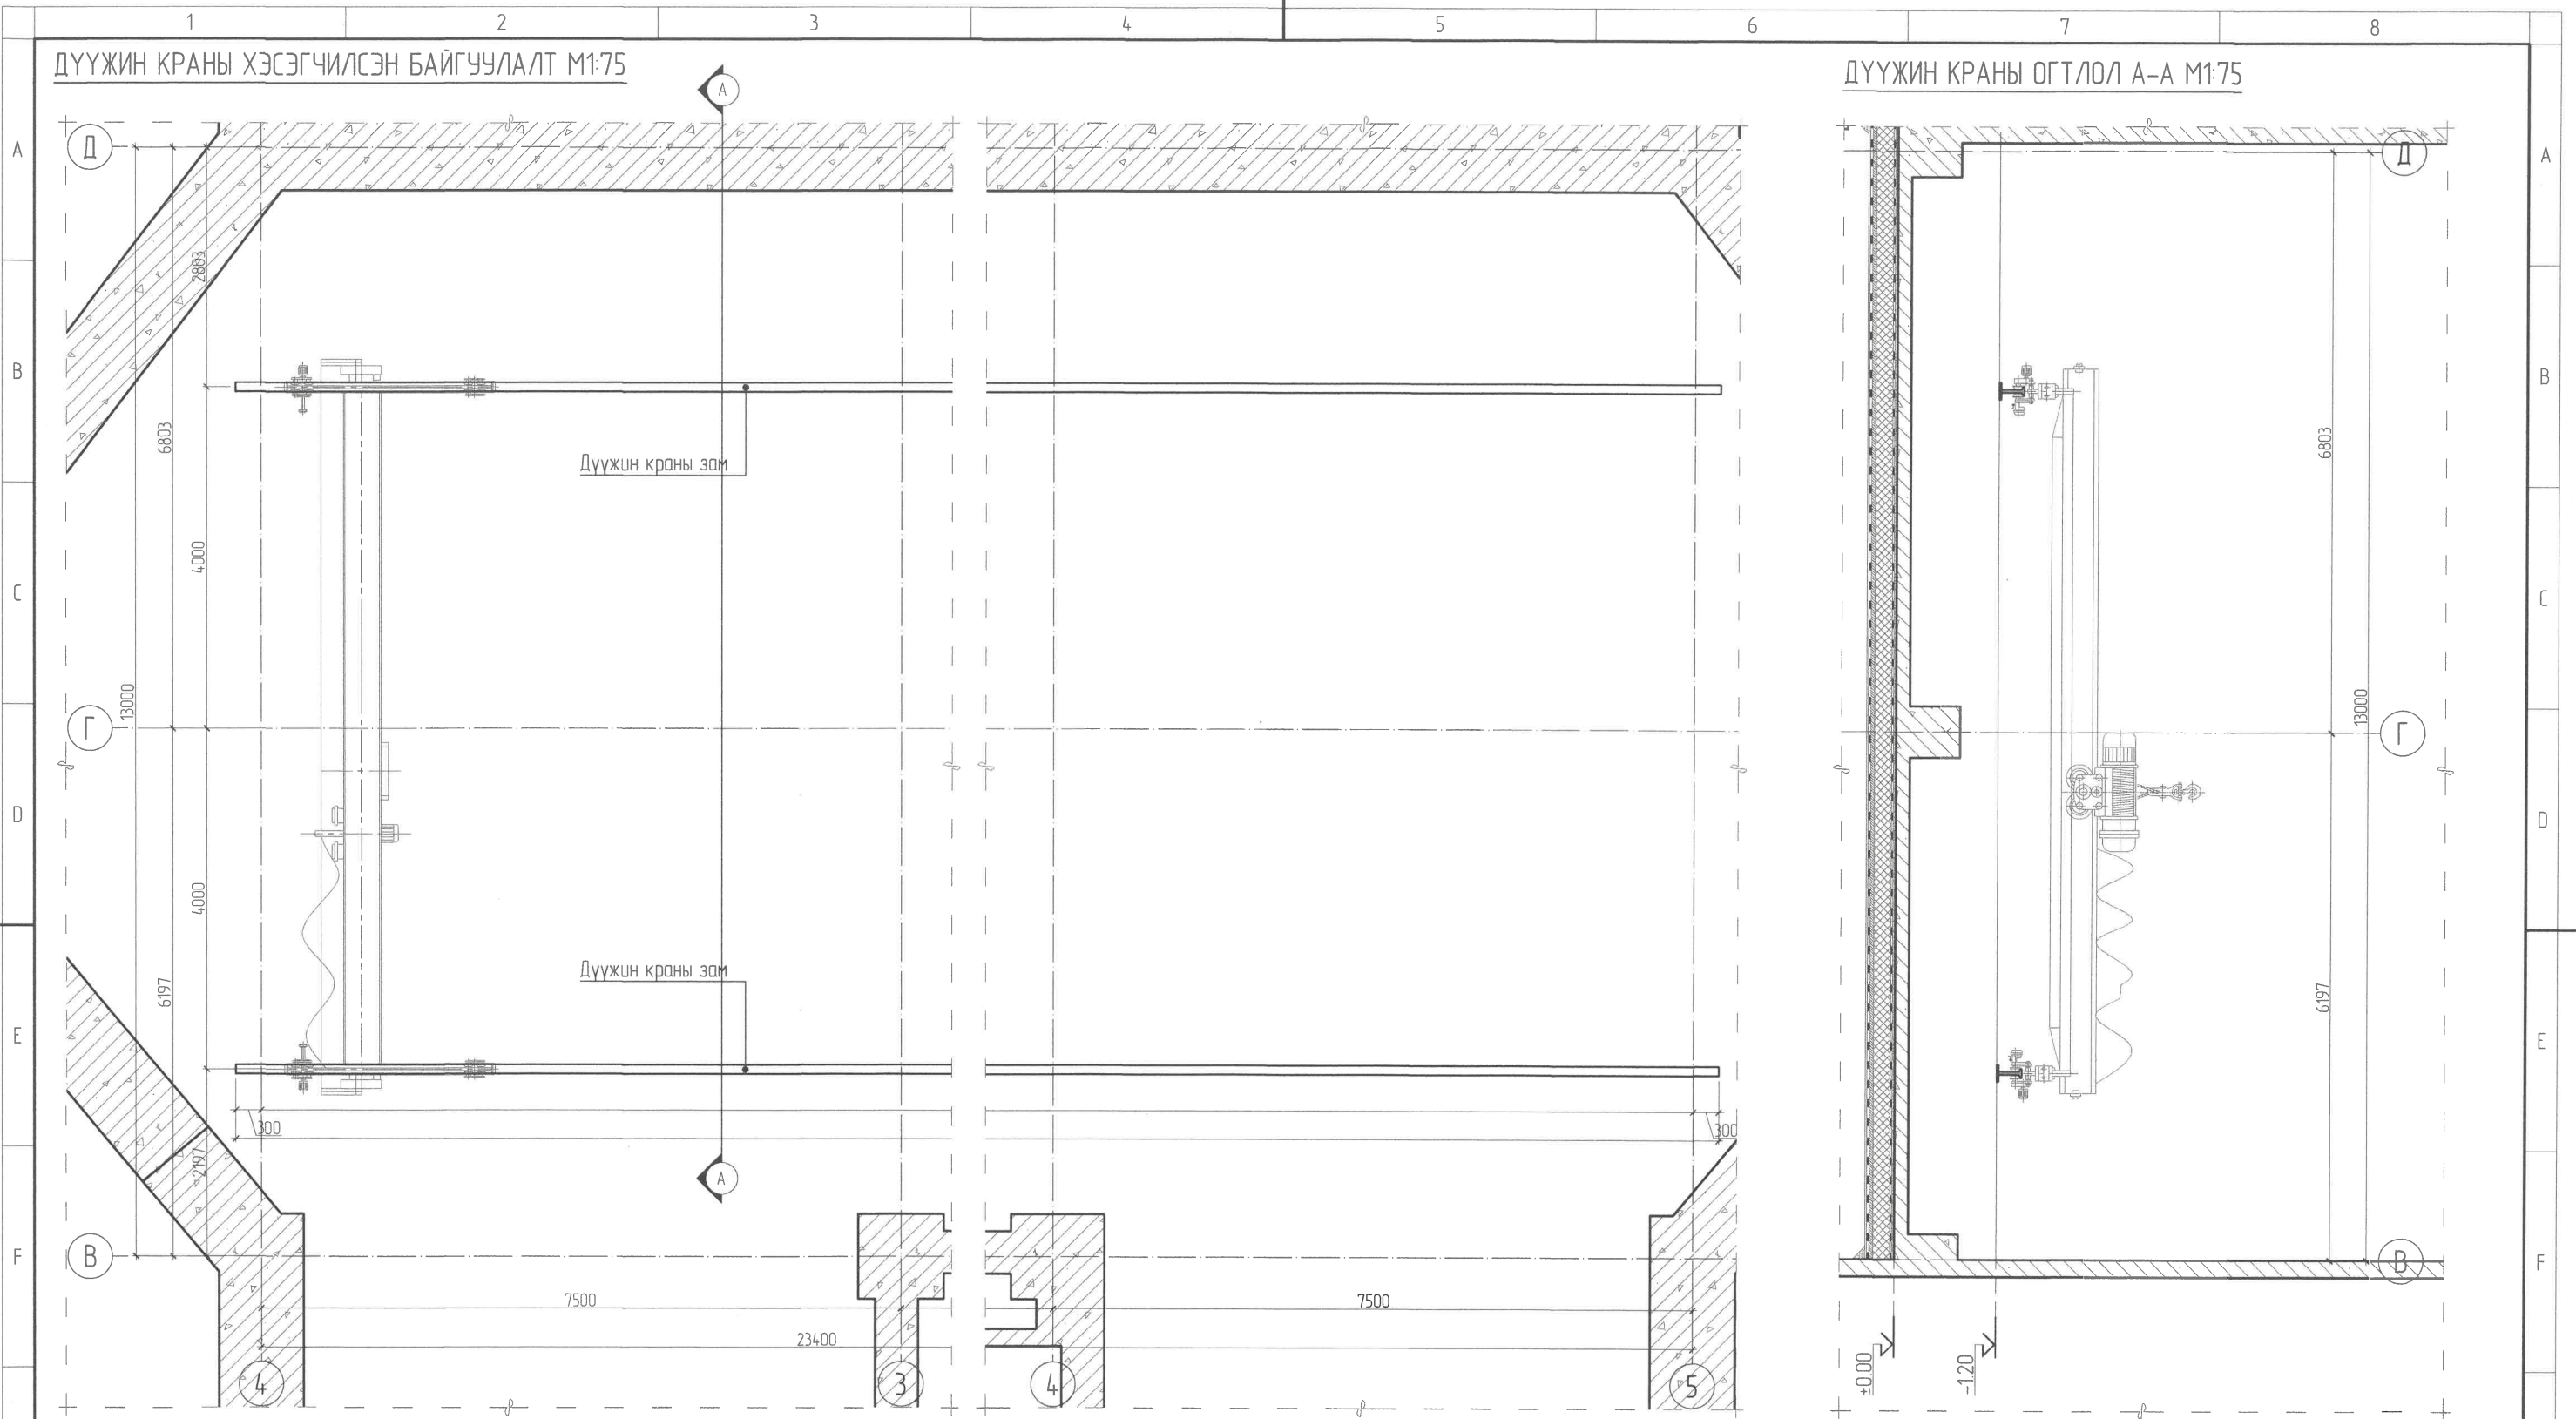 1 2 3 4 5 6 7 8
ДҮҮЖИН КРАНЫ ХЭСЭГЧИЛСЭН БАЙГУУЛАЛТ М1:75
ДҮҮЖИН КРАНЫ ОГТЛОЛ А-А М1:75
A
A
А
Д
Д
2803
B
B
6803
6803
Дүүжин краны зам
4000
C
C
13000
13000
Г
Г
D
D
4000
Дүүжин краны зам
6197
6197
E
E
300
300
2197
А
F
F
В
В
7500
7500
23400
±0.00
-1.20
4
3
4
5